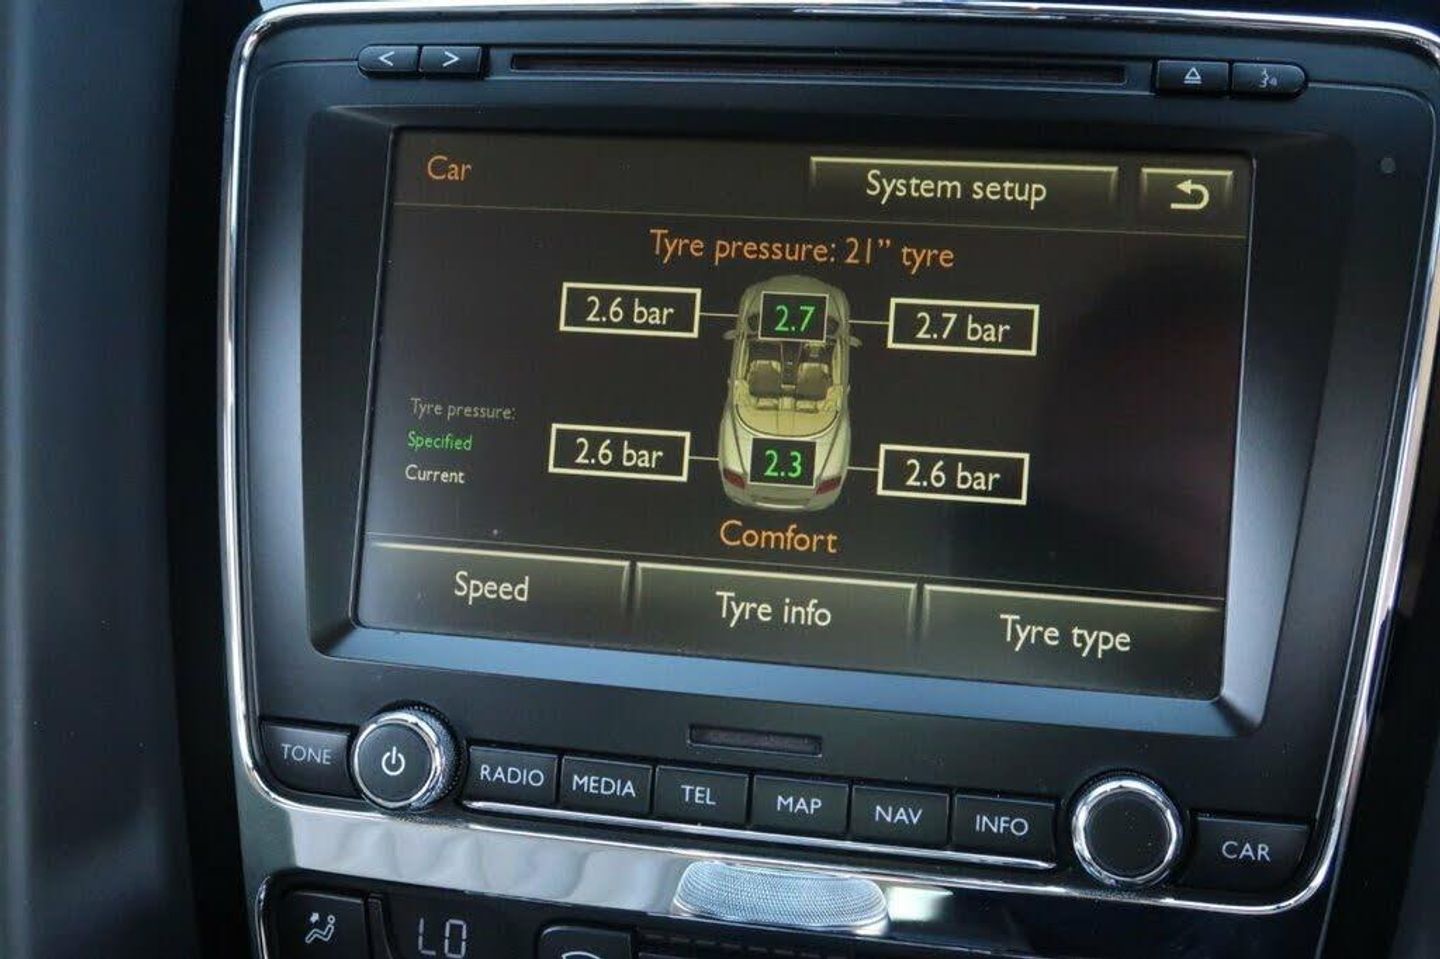 < >
Car
System setup
Tyre pressure: 21” tyre
2.6 bar
2.7
2.7 bar
Tyre pressure:
Specified
Current
2.6 bar
2.3
2.6 bar
Comfort
Speed
Tyre info
Tyre type
TONE
RADIO
MEDIA
TEL
MAP
NAV
INFO
CAR
LO